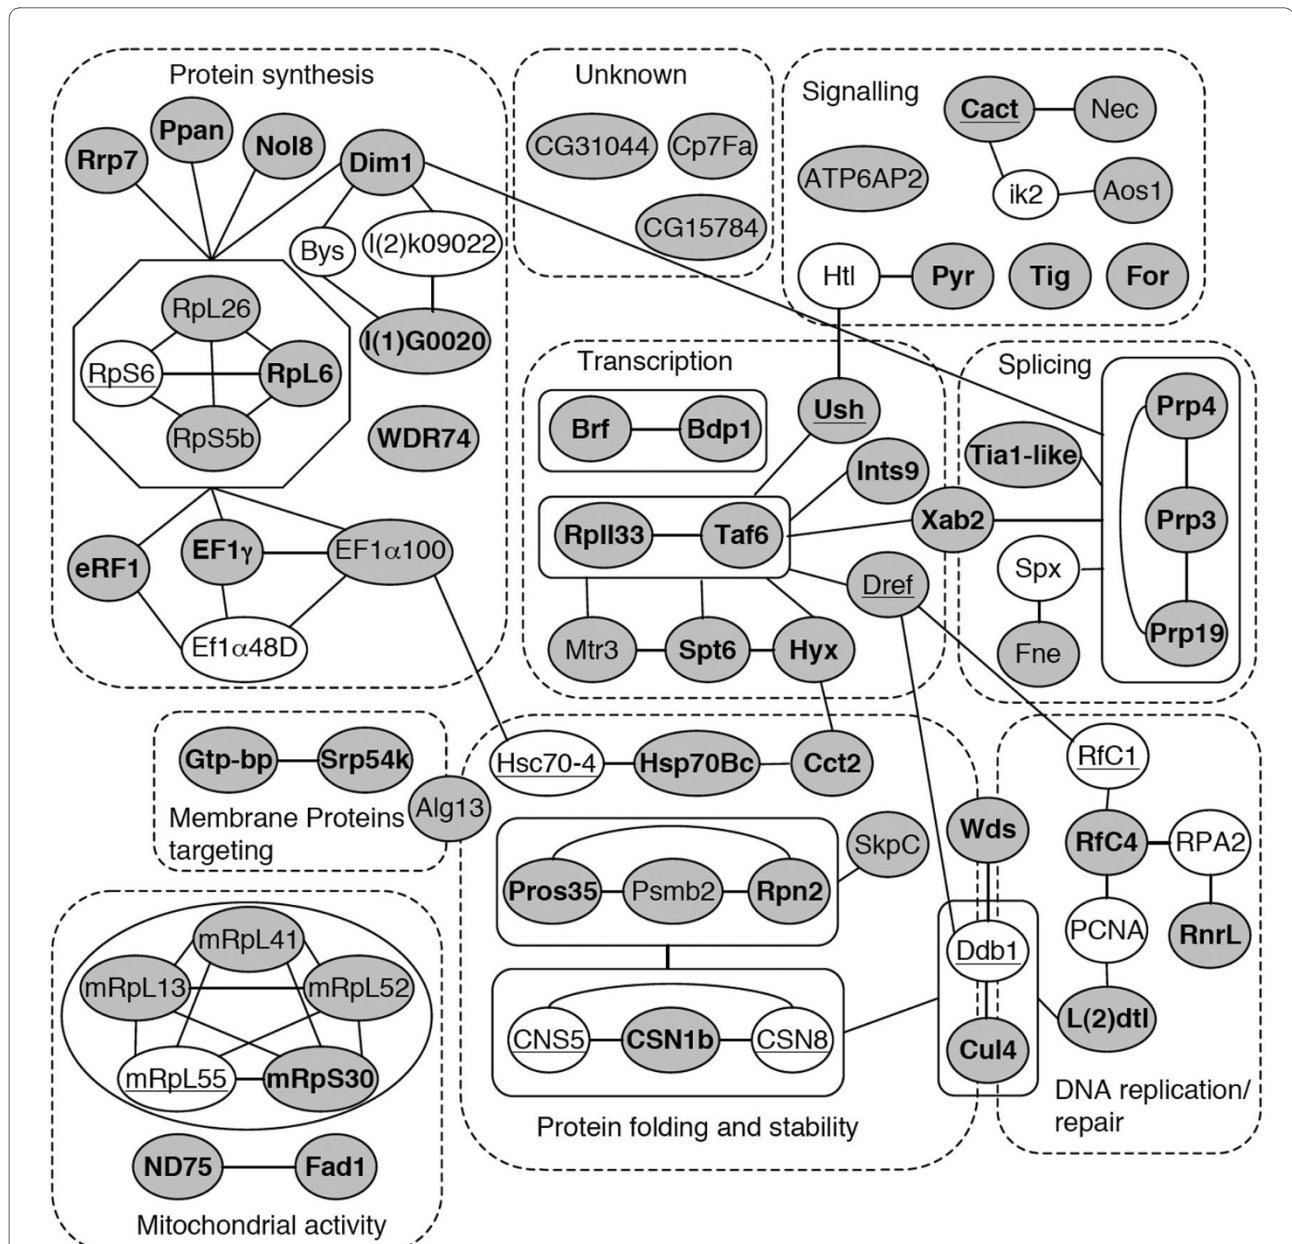 Protein synthesis
Rrp7
Ppan
Nol8
Dim1
Bys
l(2)k09022
l(1)G0020
RpL26
RpS6
RpL6
RpS5b
WDR74
eRF1
EF1γ
EF1α100
Ef1α48D
Unknown
CG31044
Cp7Fa
CG15784
Signalling
Cact
Nec
ATP6AP2
ik2
Aos1
Htl
Pyr
Tig
For
Transcription
Brf
Bdp1
Ush
Ints9
RpII33
Taf6
Xab2
Dref
Mtr3
Spt6
Hyx
Splicing
Tia1-like
Prp4
Prp3
Spx
Fne
Prp19
Gtp-bp
Srp54k
Alg13
Membrane Proteins
targeting
Hsc70-4
Hsp70Bc
Cct2
SkpC
Pros35
Psmb2
Rpn2
CNS5
CSN1b
CSN8
Protein folding and stability
Wds
Ddb1
Cul4
RfC1
RfC4
RPA2
PCNA
RnrL
L(2)dtl
DNA replication/
repair
mRpL41
mRpL13
mRpL52
mRpL55
mRpS30
ND75
Fad1
Mitochondrial activity